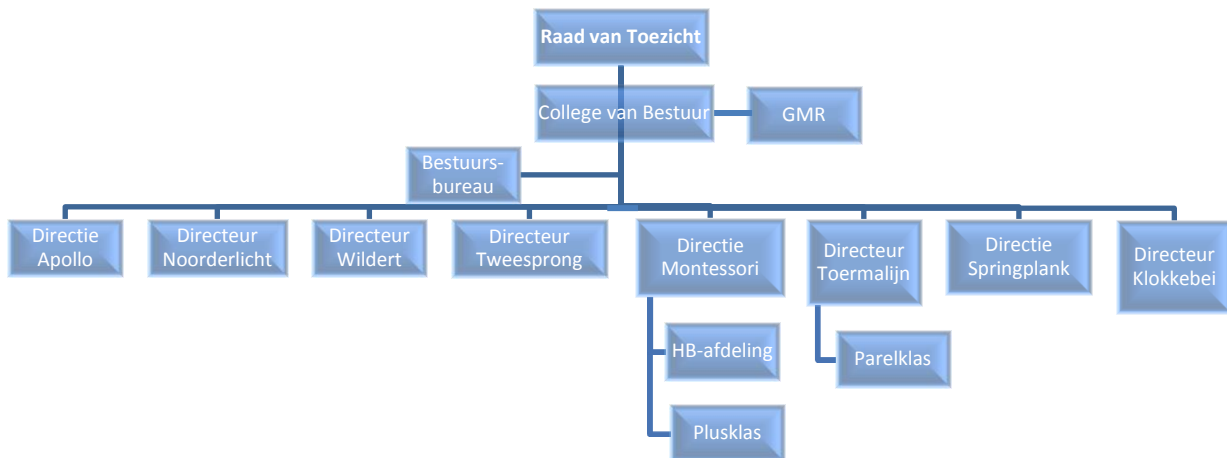 Raad van Toezicht
College van Bestuur
GMR
Bestuurs-
bureau
Directie
Apollo
Directeur
Noorderlicht
Directeur
Wildert
Directeur
Tweesprong
Directie
Montessori
Directeur
Toermalijn
Directie
Springplank
Directeur
Klokkebei
HB-afdeling
Parelklas
Plusklas